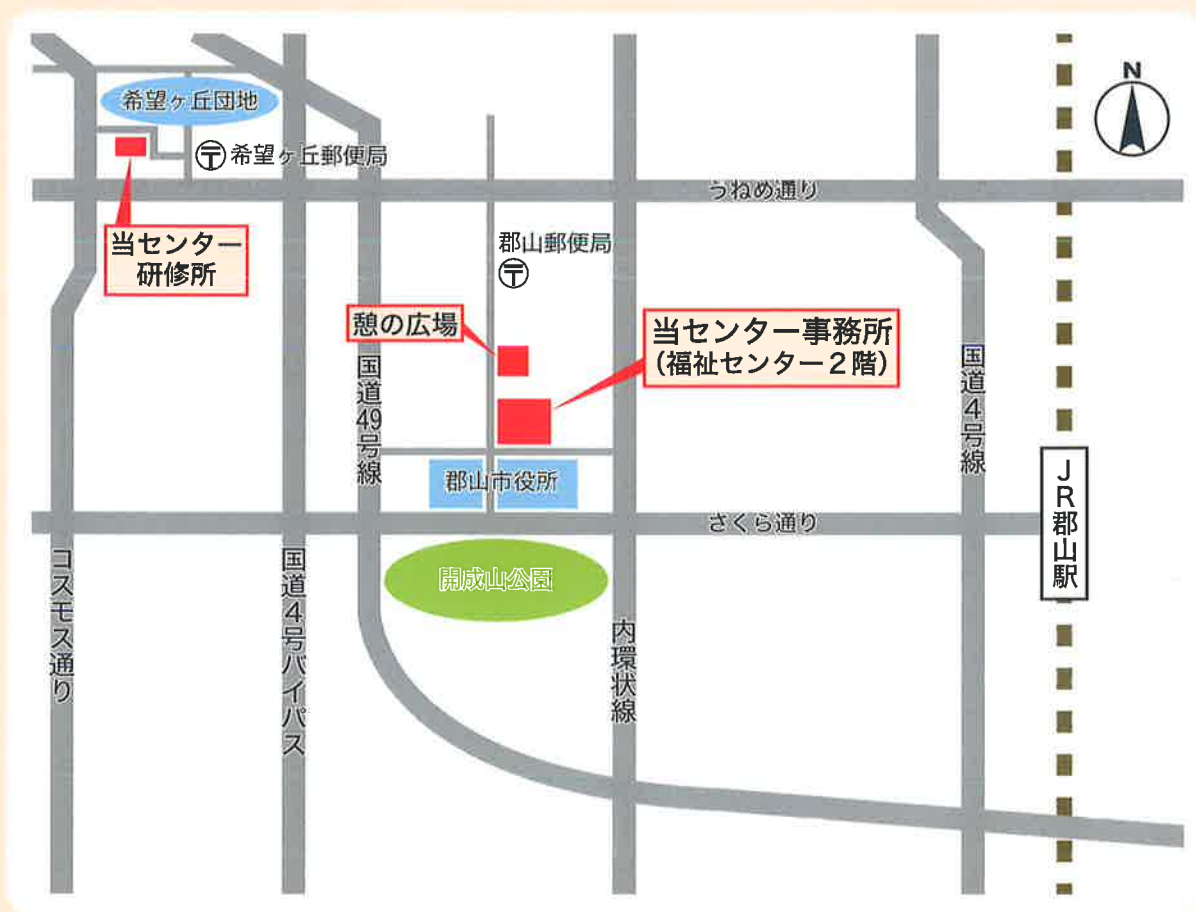 N
希望ヶ丘団地
〒希望ヶ丘郵便局
うねめ通り
当センター
研修所
郡山郵便局
〒
憩の広場
当センター事務所
(福祉センター2階)
国道49号線
国道4号線
郡山市役所
JR郡山駅
さくら通り
開成山公園
コスモス通り
国道4号バイパス
内環状線